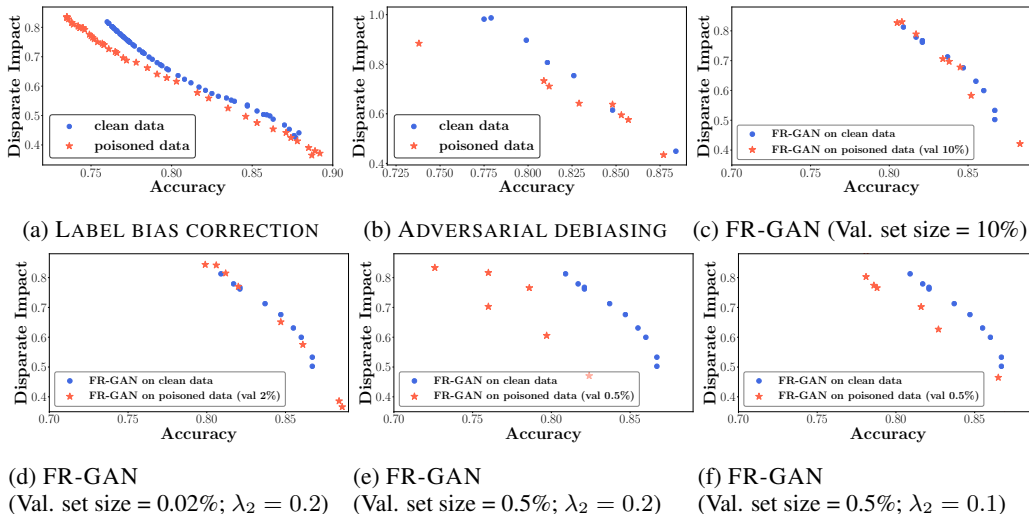 Disparate Impact
0.8
0.7
0.6
0.5
0.4
clean data
poisoned data
0.75
0.80
0.85
0.90
Accuracy
(a) LABEL BIAS CORRECTION
Disparate Impact
1.0
0.8
0.6
0.4
clean data
poisoned data
0.725
0.750
0.775
0.800
0.825
0.850
0.875
Accuracy
(b) ADVERSARIAL DEBIASING
Disparate Impact
0.8
0.7
0.6
0.5
0.4
FR-GAN on clean data
FR-GAN on poisoned data (val 10%)
0.70
0.75
0.80
0.85
Accuracy
(c) FR-GAN (Val. set size = 10%)
Disparate Impact
0.8
0.7
0.6
0.5
0.4
FR-GAN on clean data
FR-GAN on poisoned data (val 2%)
0.70
0.75
0.80
0.85
Accuracy
(d) FR-GAN
(Val. set size = 0.02%; λ₂ = 0.2)
Disparate Impact
0.8
0.7
0.6
0.5
0.4
FR-GAN on clean data
FR-GAN on poisoned data (val 0.5%)
0.70
0.75
0.80
0.85
Accuracy
(e) FR-GAN
(Val. set size = 0.5%; λ₂ = 0.2)
Disparate Impact
0.8
0.7
0.6
0.5
0.4
FR-GAN on clean data
FR-GAN on poisoned data (val 0.5%)
0.70
0.75
0.80
0.85
Accuracy
(f) FR-GAN
(Val. set size = 0.5%; λ₂ = 0.1)